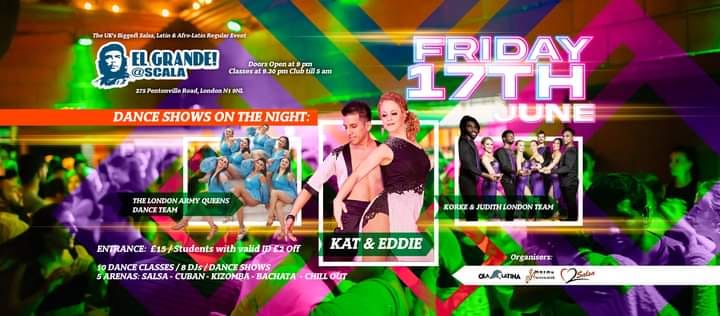 The UK's Biggest Salsa, Latin & Afro-Latin Regular Event
EL GRANDE!
@SCALA
Doors Open at 9 pm
Classes at 9.30 pm Club till 5 am
275 Pentonville Road, London N1 9NL
FRIDAY
17TH
JUNE
DANCE SHOWS ON THE NIGHT:
THE LONDON ARMY QUEENS
DANCE TEAM
KAT & EDDIE
KORKE & JUDITH LONDON TEAM
ENTRANCE: £15 / Students with valid ID £2 Off
10 DANCE CLASSES / 8 DJs / DANCE SHOWS
5 ARENAS: SALSA - CUBAN - KIZOMBA - BACHATA - CHILL OUT
Organisers:
LATINA
Salsa